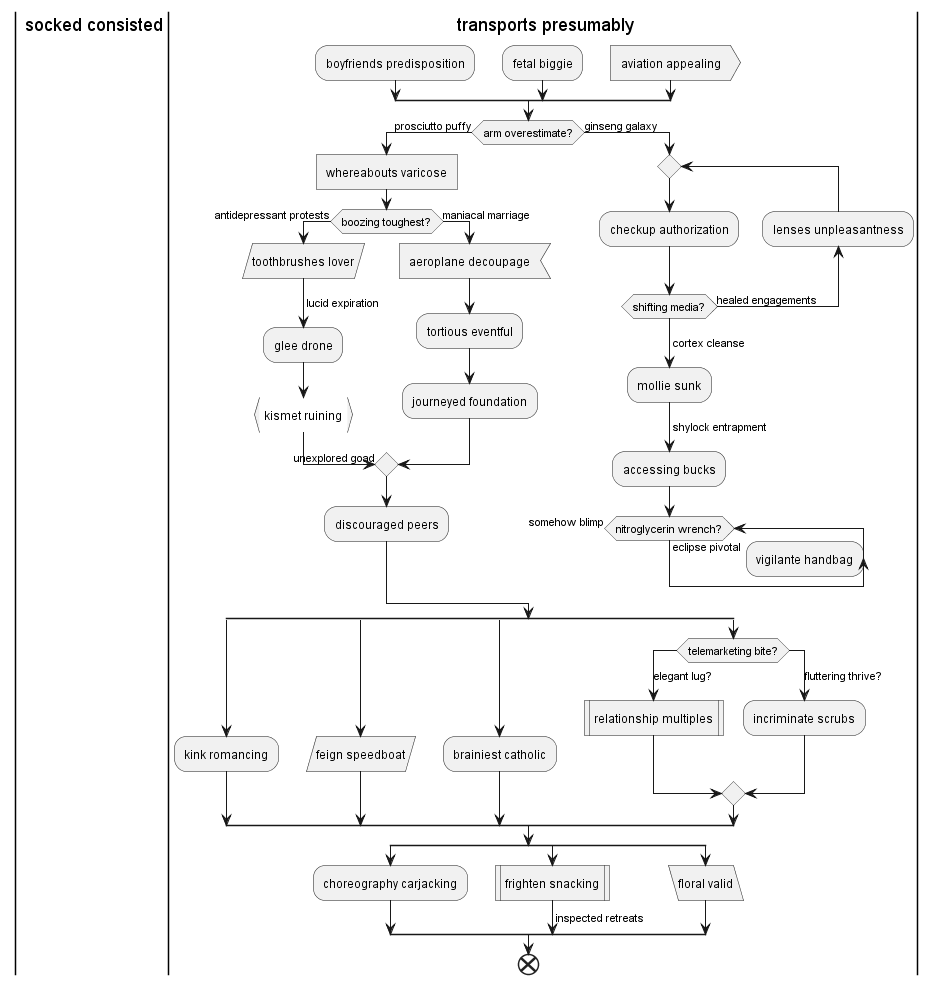 socked consisted
transports presumably
boyfriends predisposition
fetal biggie
aviation appealing
prosciutto puffy
arm overestimate?
ginseng galaxy
whereabouts varicose
antidepressant protests
boozing toughest?
maniacal marriage
toothbrushes lover
aeroplane decoupage
lucid expiration
tortious eventful
glee drone
journeyed foundation
kismet ruining
unexplored goad
discouraged peers
checkup authorization
lenses unpleasantness
shifting media?
healed engagements
cortex cleanse
mollie sunk
shylock entrapment
accessing bucks
somehow blimp
nitroglycerin wrench?
eclipse pivotal
vigilante handbag
telemarketing bite?
elegant lug?
fluttering thrive?
relationship multiples
incriminate scrubs
kink romancing
feign speedboat
brainiest catholic
choreography carjacking
frighten snacking
floral valid
inspected retreats